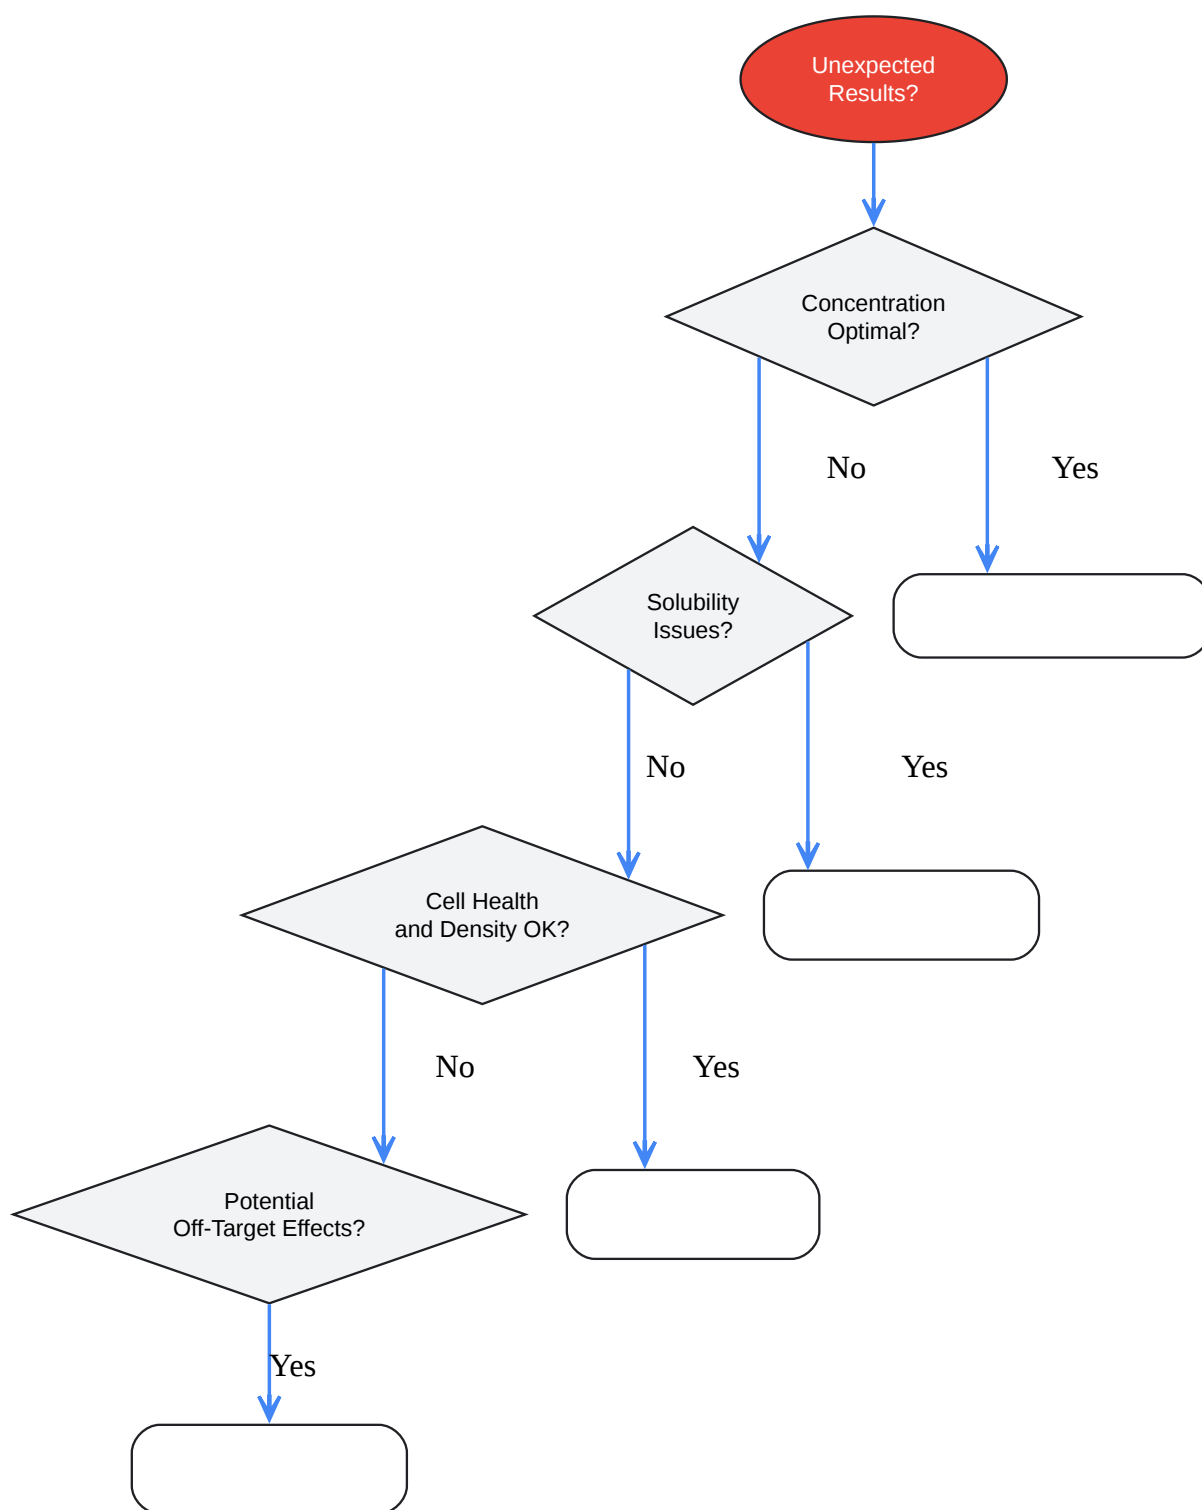 Unexpected
Results?
Concentration
Optimal?
No
Yes
Solubility
Issues?
No
Yes
Cell Health
and Density OK?
No
Yes
Potential
Off-Target Effects?
Yes